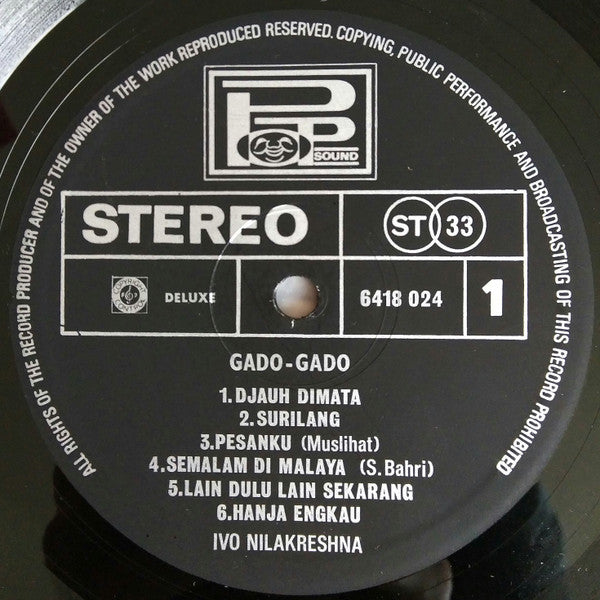 ALL RIGHTS OF THE RECORD PRODUCER AND OF THE OWNER OF THE WORK REPRODUCED RESERVED. COPYING, PUBLIC PERFORMANCE AND BROADCASTING OF THIS RECORD PROHIBITED
POP
SOUND
STEREO
ST 33
COPYRIGHT CONTROL
DELUXE
6418 024
1
GADO-GADO
1.DJAUH DIMATA
2.SURILANG
3.PESANKU (Muslihat)
4.SEMALAM DI MALAYA (S.Bahri)
5.LAIN DULU LAIN SEKARANG
6.HANJA ENGKAU
IVO NILAKRESHNA